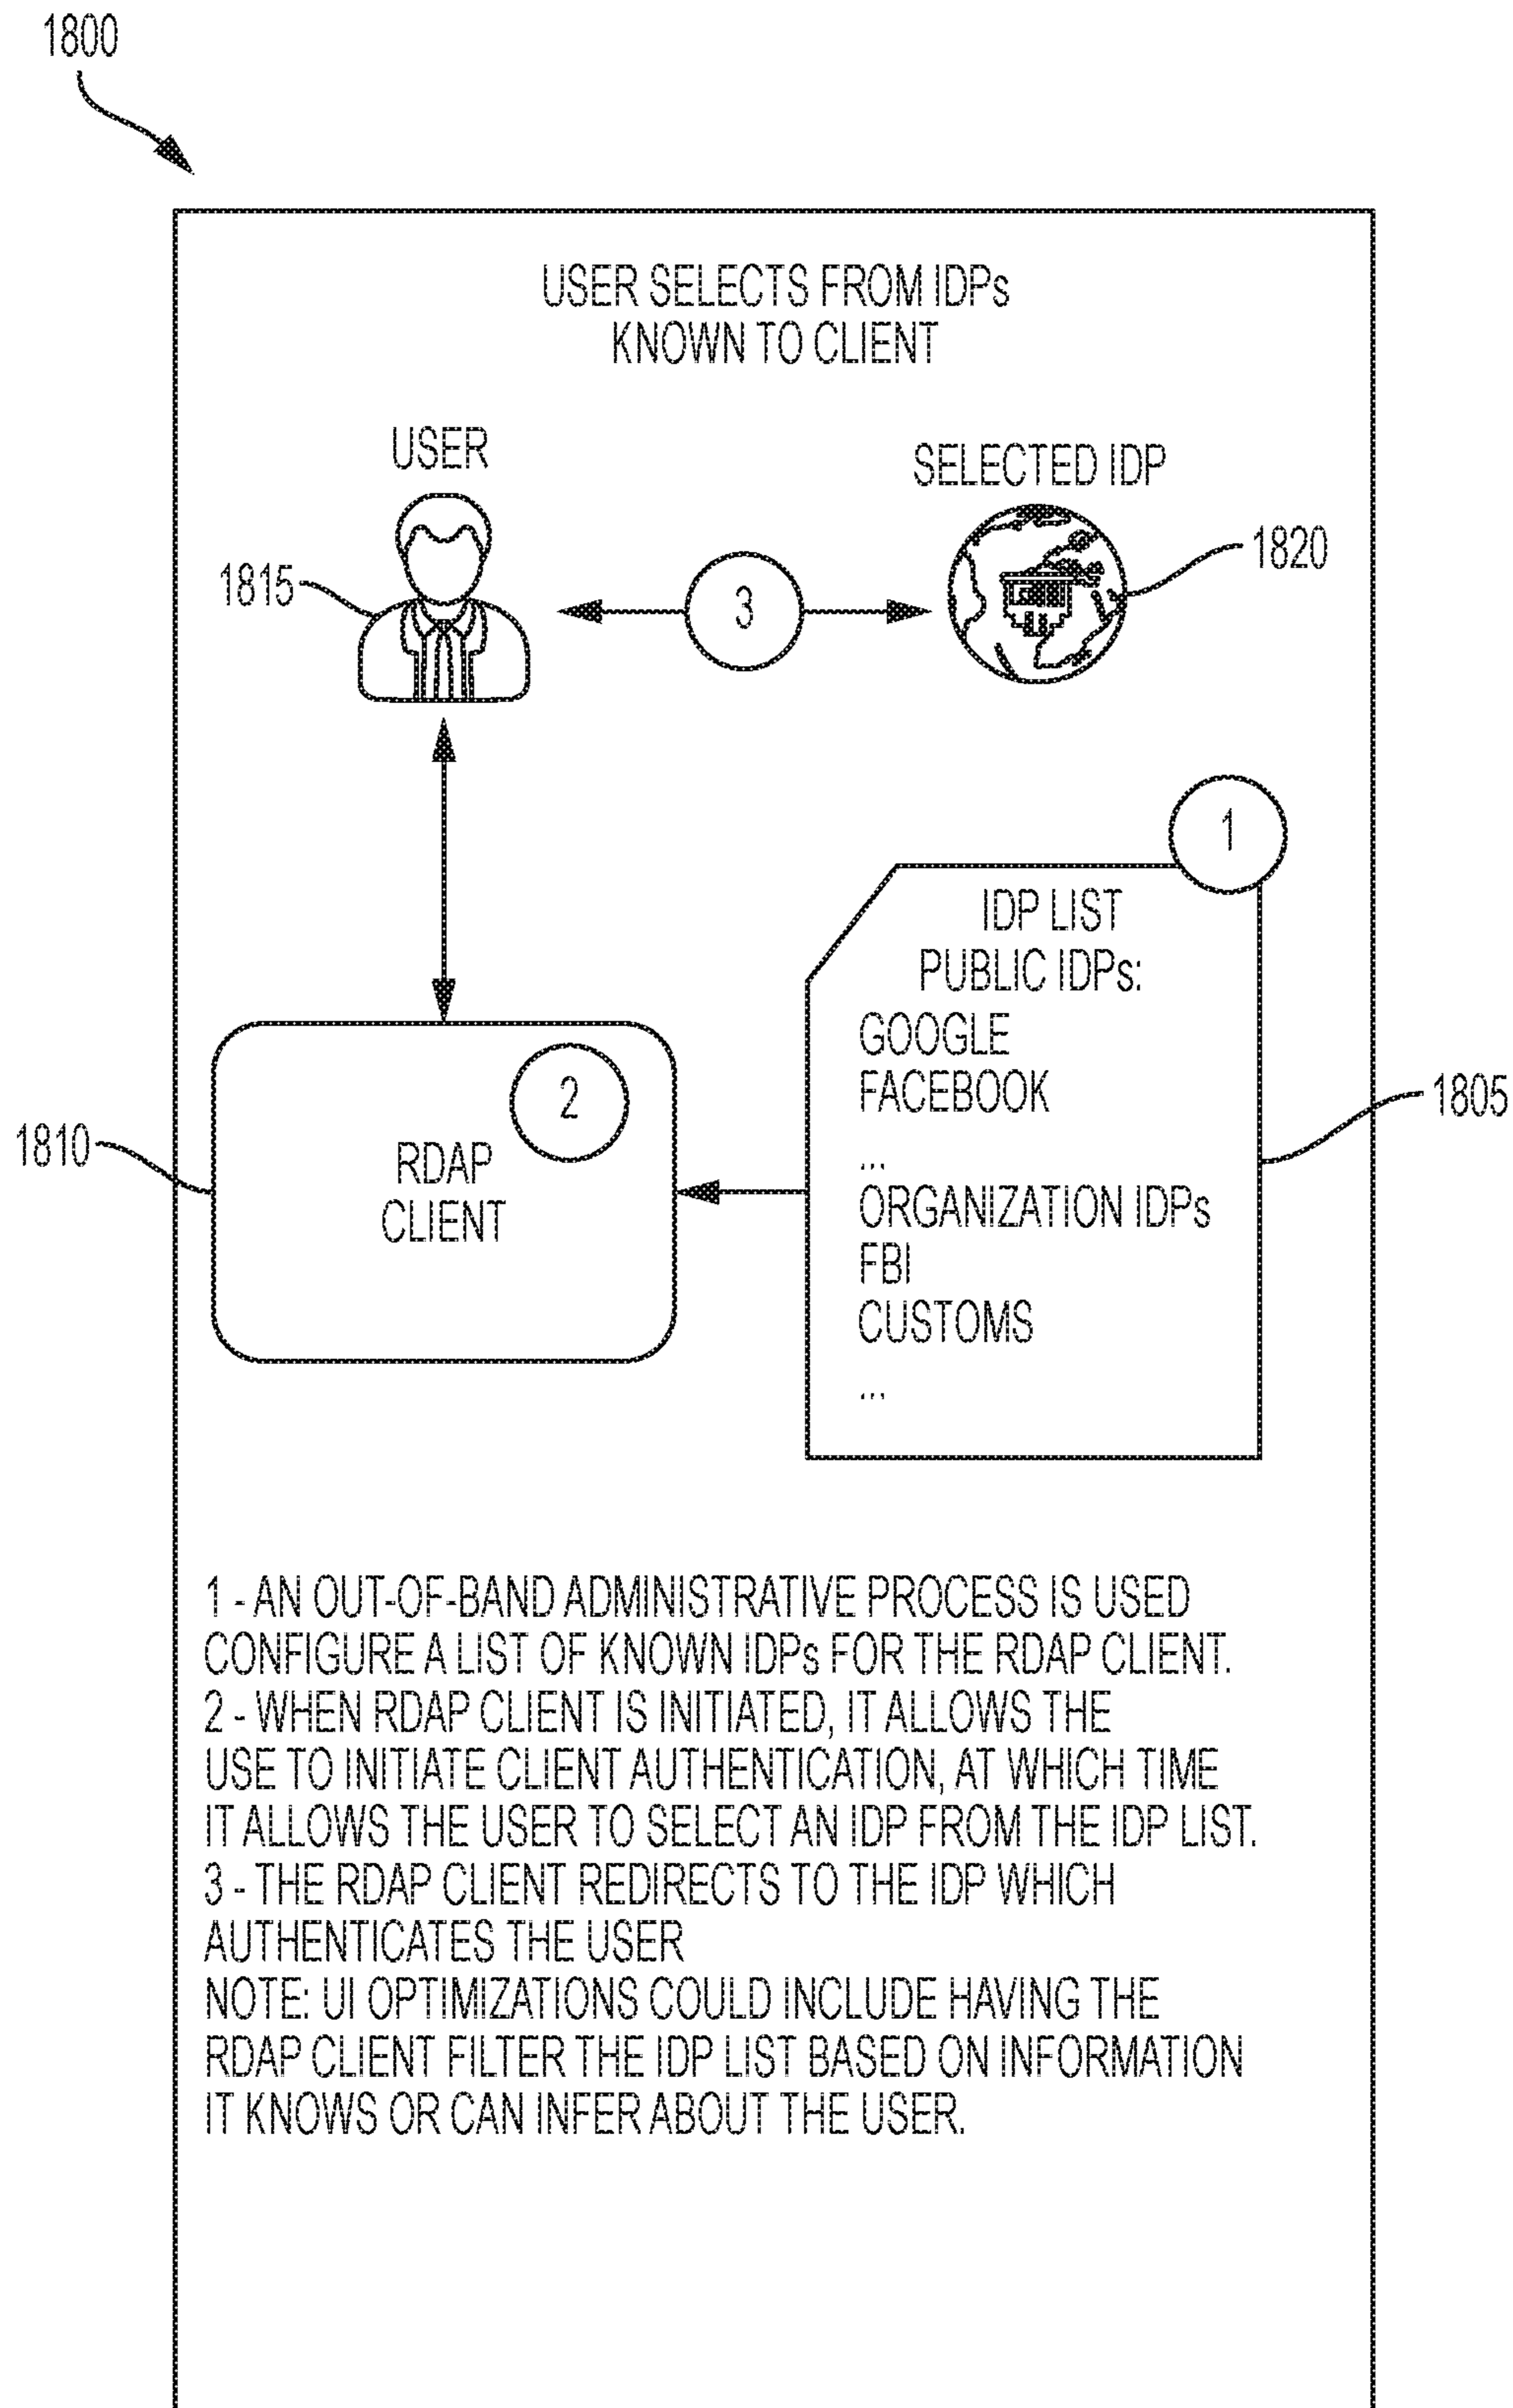 1800
USER SELECTS FROM IDPs
KNOWN TO CLIENT
USER
SELECTED IDP
1815
3
1820
1
IDP LIST
PUBLIC IDPs:
GOOGLE
FACEBOOK
...
ORGANIZATION IDPs
FBI
CUSTOMS
...
1805
2
RDAP
CLIENT
1810
1 - AN OUT-OF-BAND ADMINISTRATIVE PROCESS IS USED
CONFIGURE A LIST OF KNOWN IDPs FOR THE RDAP CLIENT.
2 - WHEN RDAP CLIENT IS INITIATED, IT ALLOWS THE
USE TO INITIATE CLIENT AUTHENTICATION, AT WHICH TIME
IT ALLOWS THE USER TO SELECT AN IDP FROM THE IDP LIST.
3 - THE RDAP CLIENT REDIRECTS TO THE IDP WHICH
AUTHENTICATES THE USER
NOTE: UI OPTIMIZATIONS COULD INCLUDE HAVING THE
RDAP CLIENT FILTER THE IDP LIST BASED ON INFORMATION
IT KNOWS OR CAN INFER ABOUT THE USER.